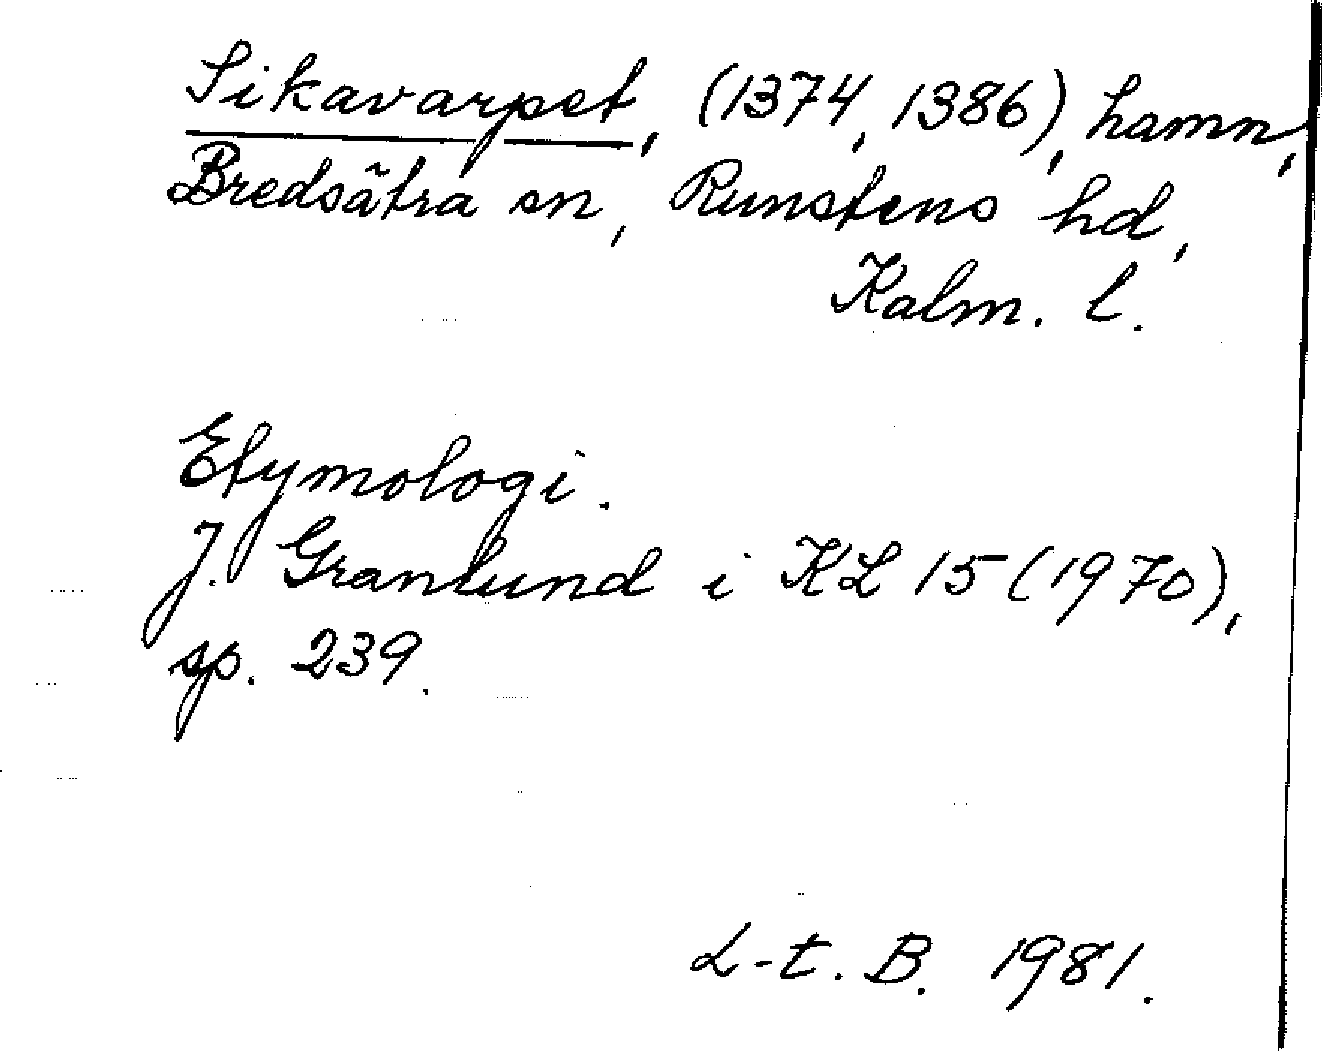 Sikavarpet, (1374, 1386), hamn,
Bredsätra sn, Runstens hd,
Kalm. l.
Etymologi.
J. Granlund i KL 15 (1970),
sp. 239.
L-t. B. 1981.